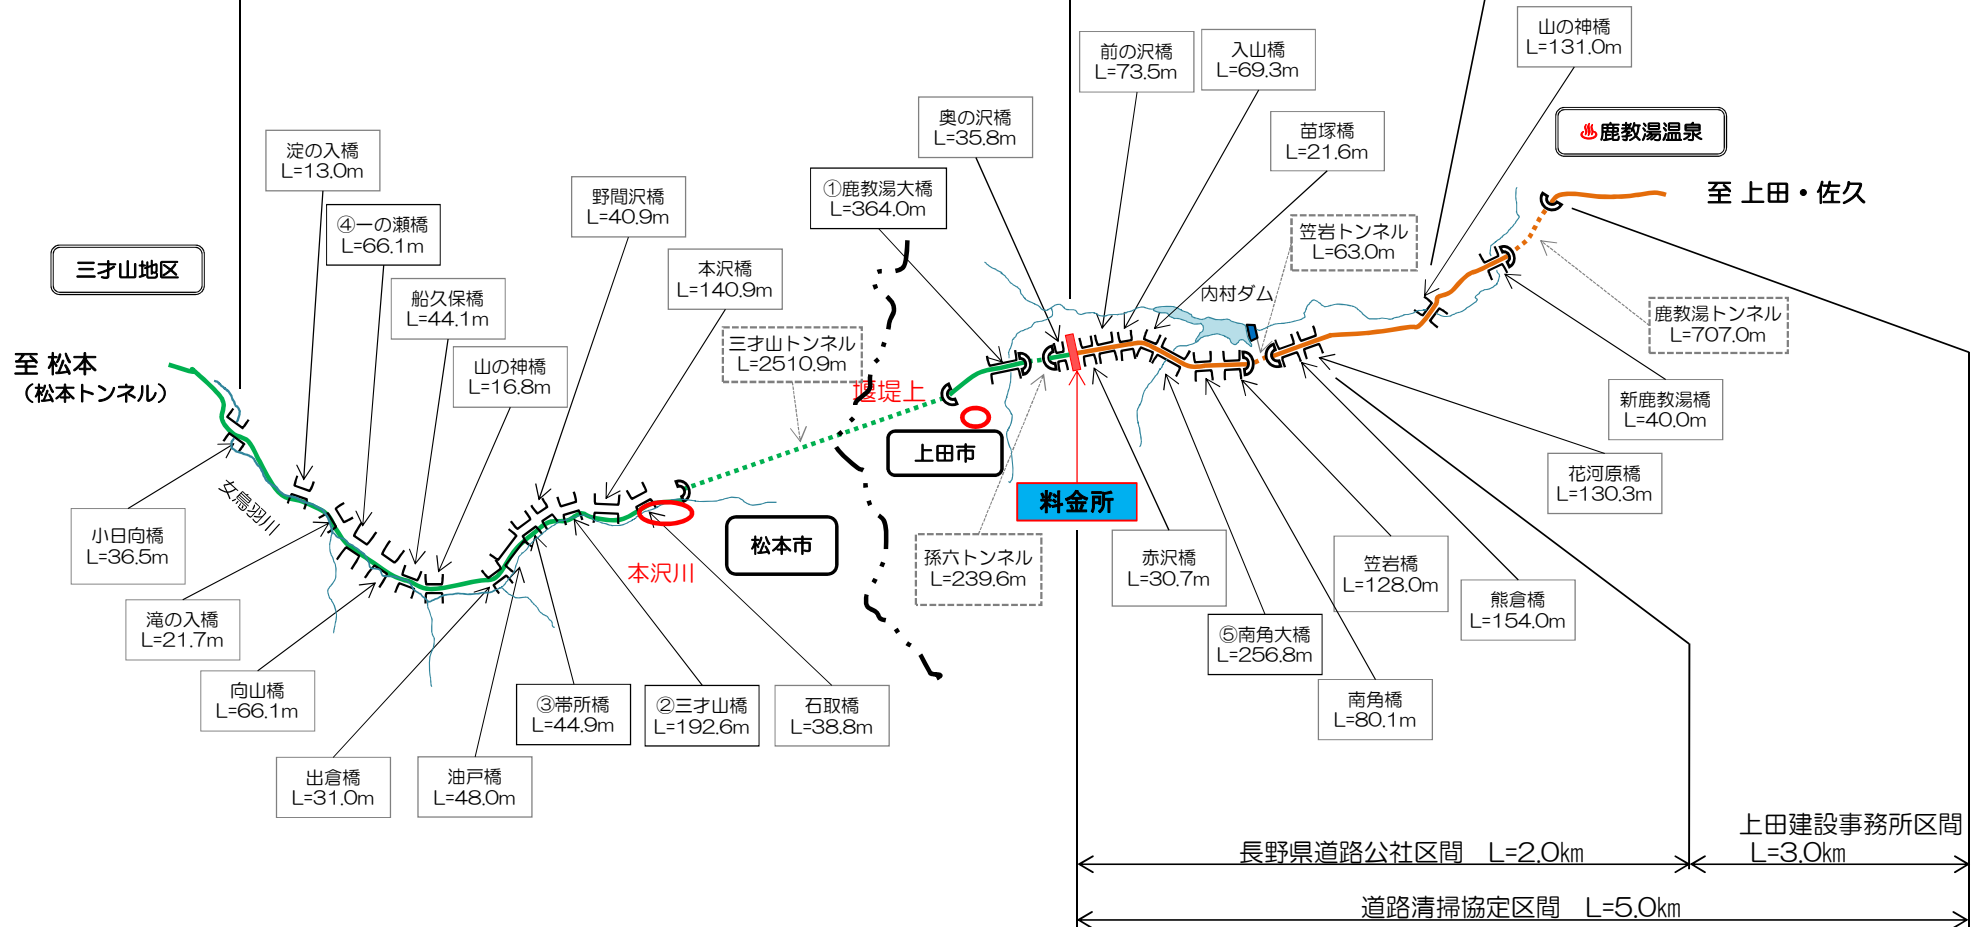 山の神橋
L=131.0m
前の沢橋
L=73.5m
入山橋
L=69.3m
奥の沢橋
L=35.8m
苗塚橋
L=21.6m
♨鹿教湯温泉
淀の入橋
L=13.0m
野間沢橋
L=40.9m
①鹿教湯大橋
L=364.0m
至 上田・佐久
④一の瀬橋
L=66.1m
笠岩トンネル
L=63.0m
三才山地区
本沢橋
L=140.9m
船久保橋
L=44.1m
内村ダム
鹿教湯トンネル
L=707.0m
三才山トンネル
L=2510.9m
至 松本
（松本トンネル）
山の神橋
L=16.8m
堰堤上
新鹿教湯橋
L=40.0m
上田市
花河原橋
L=130.3m
女鳥羽川
料金所
小日向橋
L=36.5m
松本市
本沢川
孫六トンネル
L=239.6m
赤沢橋
L=30.7m
笠岩橋
L=128.0m
熊倉橋
L=154.0m
滝の入橋
L=21.7m
⑤南角大橋
L=256.8m
向山橋
L=66.1m
③帯所橋
L=44.9m
②三才山橋
L=192.6m
石取橋
L=38.8m
南角橋
L=80.1m
出倉橋
L=31.0m
油戸橋
L=48.0m
上田建設事務所区間
L=3.0km
長野県道路公社区間 L=2.0km
道路清掃協定区間 L=5.0km